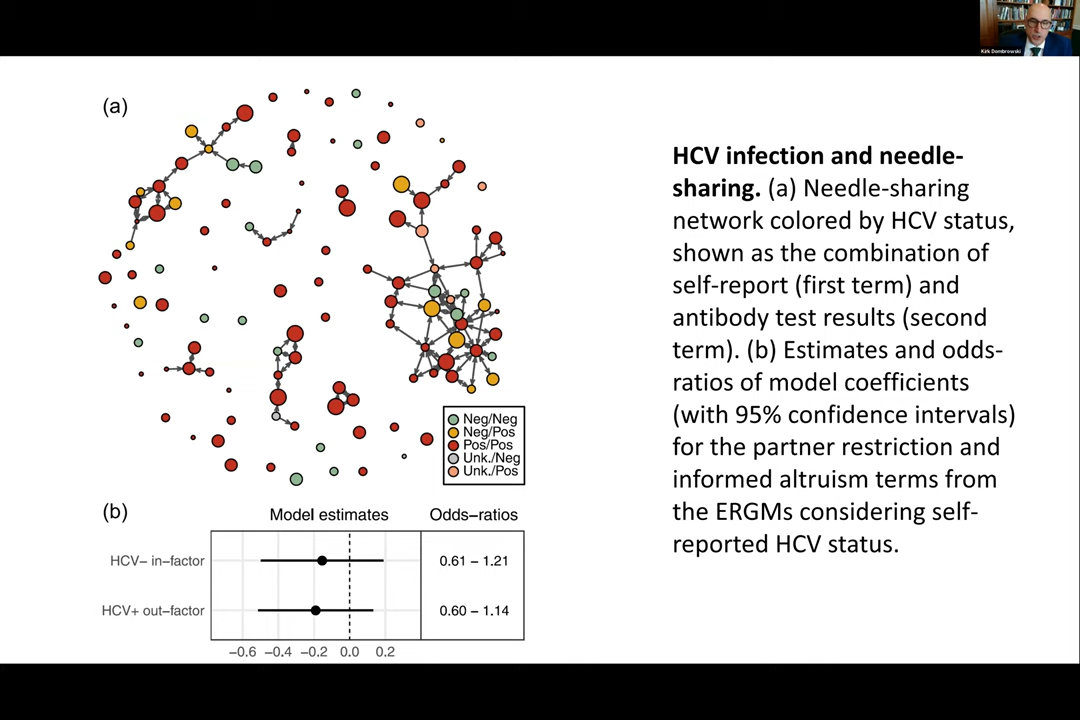 Kirk Dombrowski
(a)
Neg/Neg
Neg/Pos
Pos/Pos
Unk./Neg
Unk./Pos
(b)
Model estimates
Odds−ratios
HCV− in−factor
0.61 − 1.21
HCV+ out−factor
0.60 − 1.14
−0.6 −0.4 −0.2 0.0 0.2
HCV infection and needle-
sharing. (a) Needle-sharing
network colored by HCV status,
shown as the combination of
self-report (first term) and
antibody test results (second
term). (b) Estimates and odds-
ratios of model coefficients
(with 95% confidence intervals)
for the partner restriction and
informed altruism terms from
the ERGMs considering self-
reported HCV status.